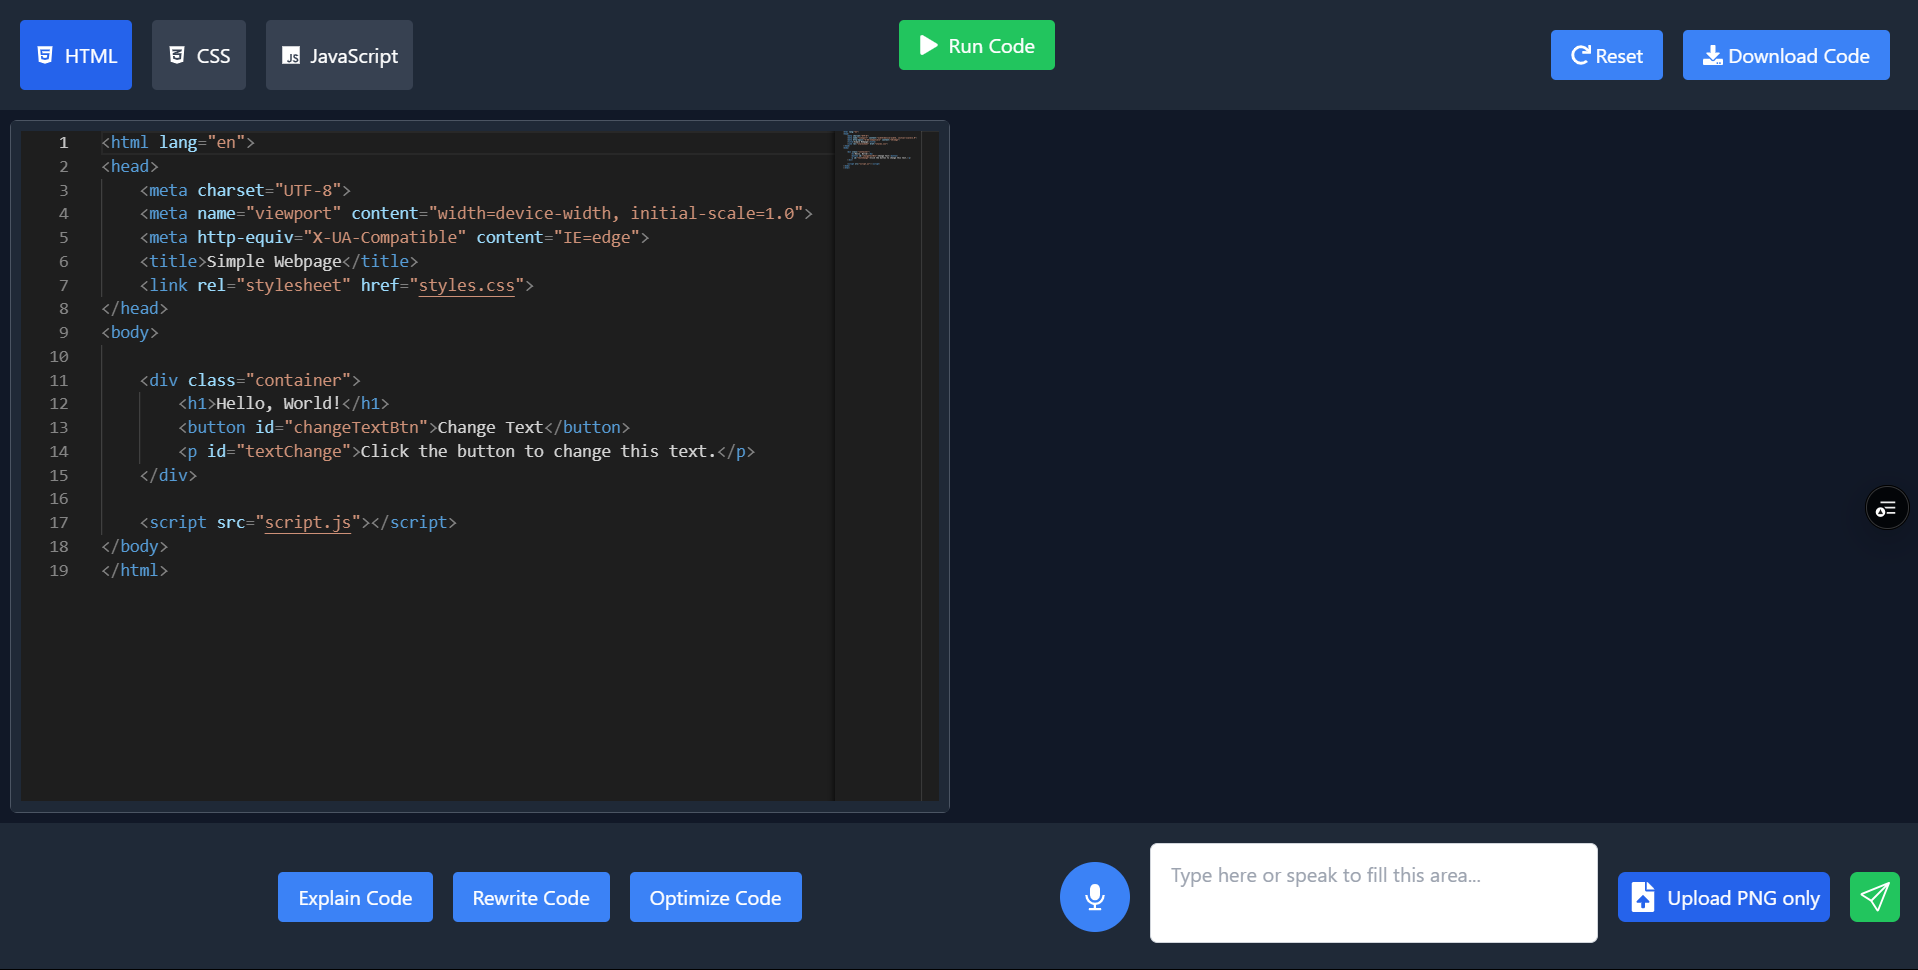 HTML
CSS
JavaScript
Run Code
Reset
Download Code
1 <html lang="en">
2 <head>
3     <meta charset="UTF-8">
4     <meta name="viewport" content="width=device-width, initial-scale=1.0">
5     <meta http-equiv="X-UA-Compatible" content="IE=edge">
6     <title>Simple Webpage</title>
7     <link rel="stylesheet" href="styles.css">
8 </head>
9 <body>
10
11     <div class="container">
12         <h1>Hello, World!</h1>
13         <button id="changeTextBtn">Change Text</button>
14         <p id="textChange">Click the button to change this text.</p>
15     </div>
16
17     <script src="script.js"></script>
18 </body>
19 </html>
Explain Code
Rewrite Code
Optimize Code
Type here or speak to fill this area...
Upload PNG only